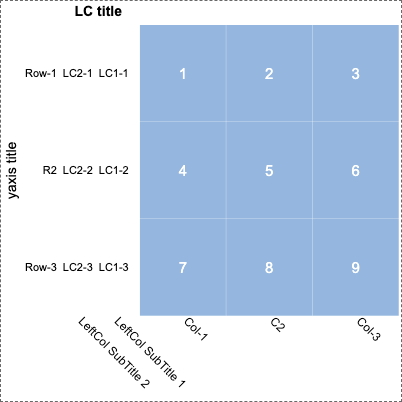 LC title
Row-1 LC2-1 LC1-1 1 2 3
R2 LC2-2 LC1-2 4 5 6
Row-3 LC2-3 LC1-3 7 8 9
yaxis title
LeftCol SubTitle 2
LeftCol SubTitle 1
Col-1
C2
Col-3